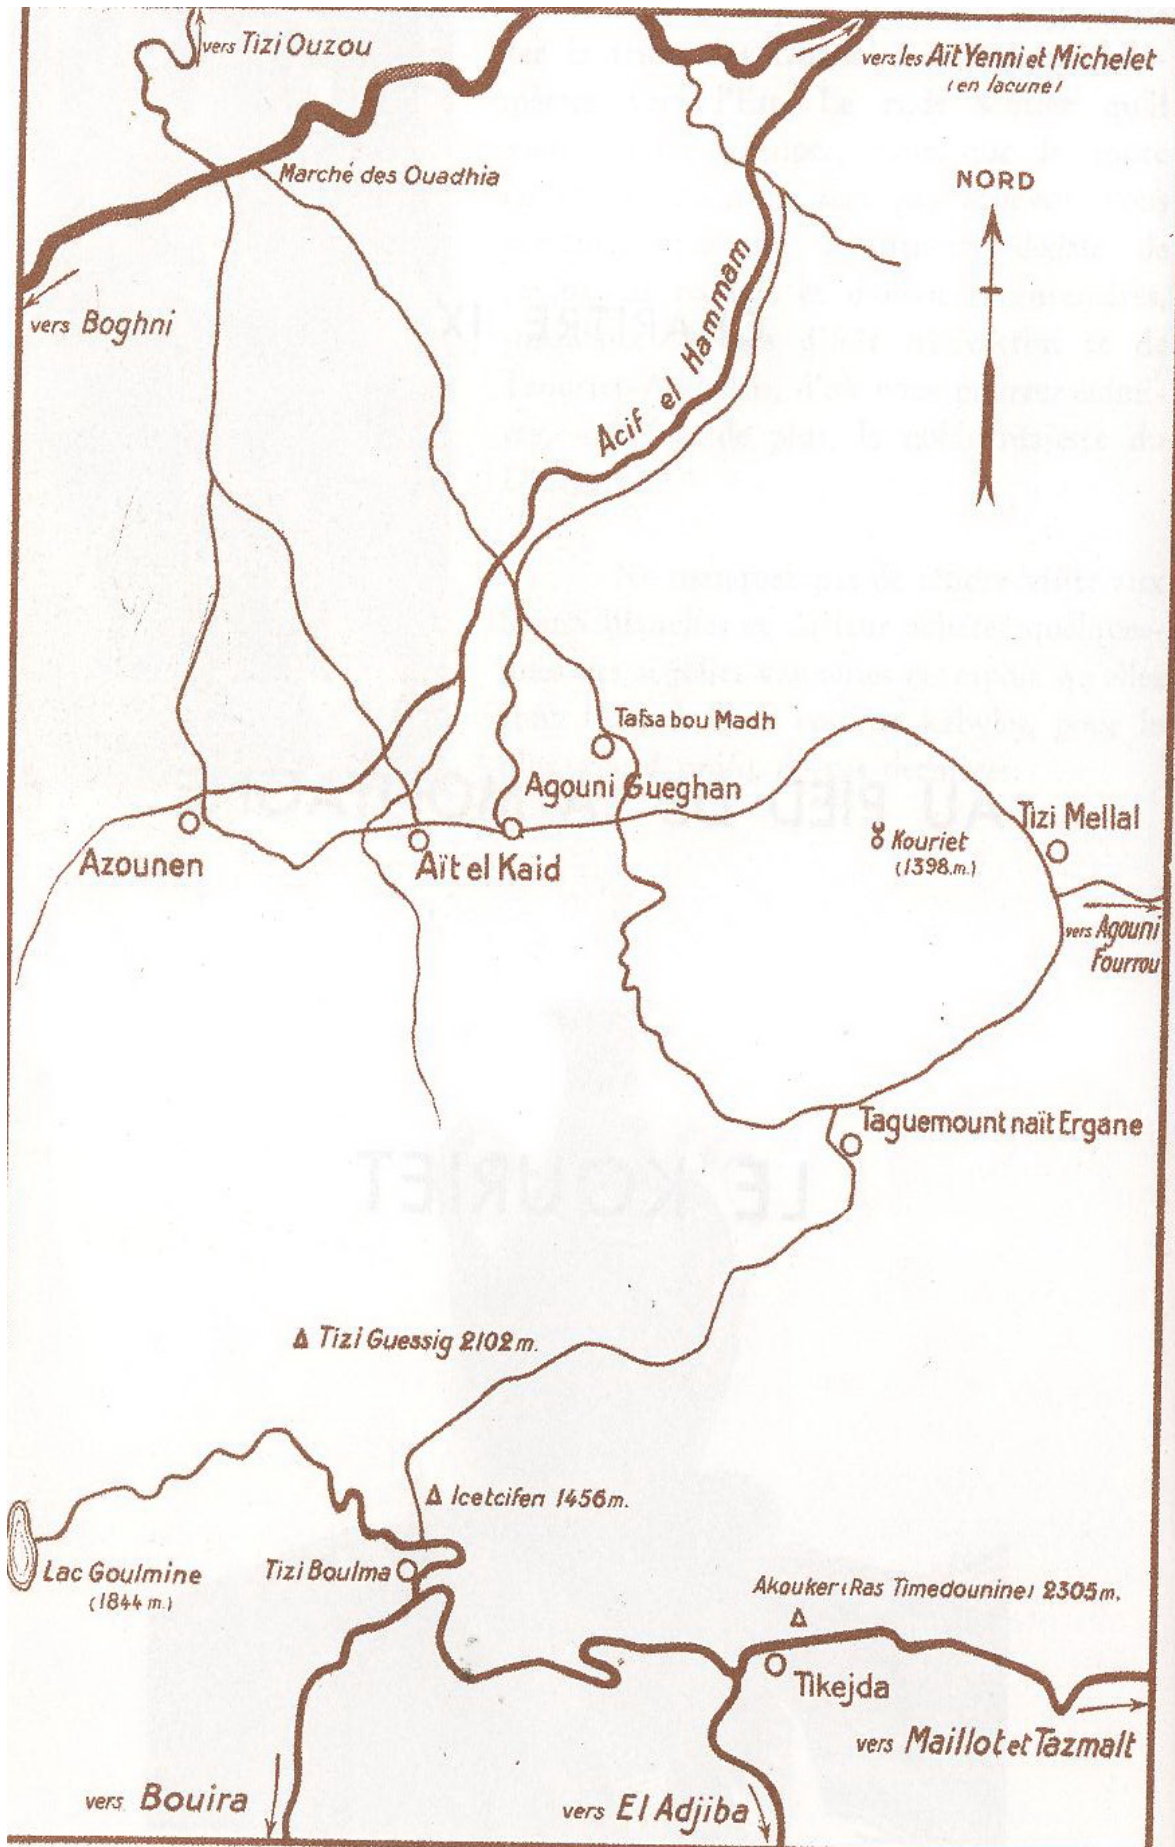 vers Tizi Ouzou
vers les Aït Yenni et Michelet
(en lacune)
Marché des Ouadhia
NORD
vers Boghni
Acif el Hammam
Tafsa bou Madh
Agouni Gueghan
Tizi Mellal
Kouriet
(1398.m.)
Azounen
Aït el Kaid
vers Agouni
Fourrou
Taguemount naït Ergane
LE KOURIET
Tizi Guessig 2102 m.
Icetcifen 1456 m.
Lac Goulmine
(1844 m.)
Tizi Boulma
Akouker (Ras Timedounine) 2305 m.
Tikejda
vers Maillot et Tazmalt
vers Bouira
vers El Adjiba